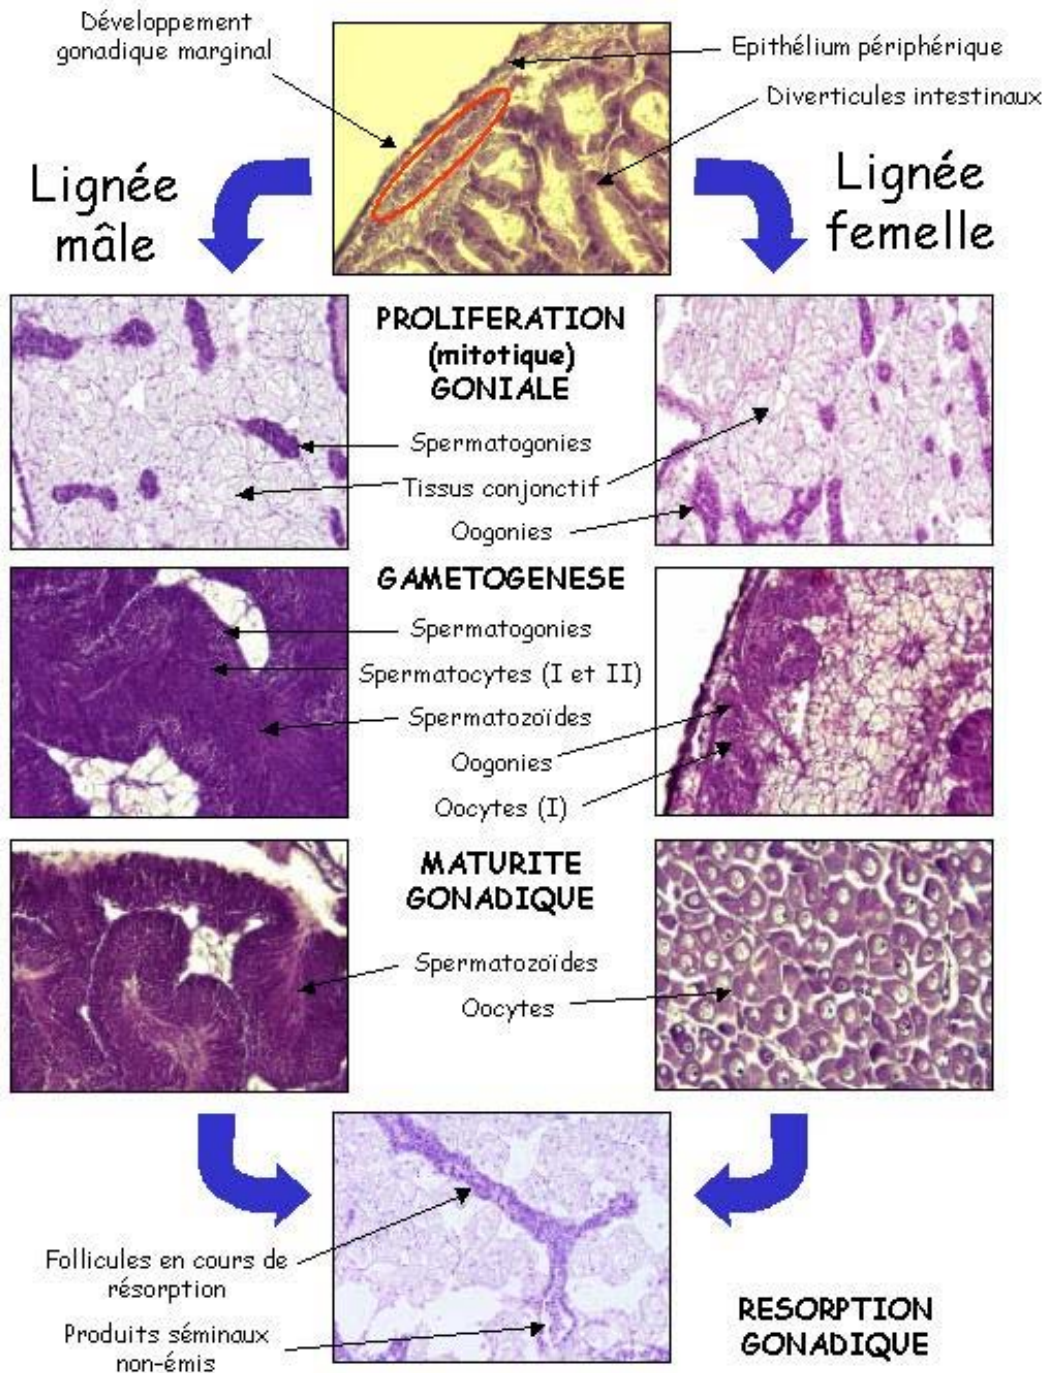 Développement
gonadique marginal
Epithélium périphérique
Diverticules intestinaux
Lignée
mâle
Lignée
femelle
PROLIFERATION
(mitotique)
GONIALE
Spermatogonies
Tissus conjonctif
Oogonies
GAMETOGENESE
Spermatogonies
Spermatocytes (I et II)
Spermatozoïdes
Oogonies
Oocytes (I)
MATURITE
GONADIQUE
Spermatozoïdes
Oocytes
Follicules en cours de
résorption
Produits séminaux
non-émis
RESORPTION
GONADIQUE